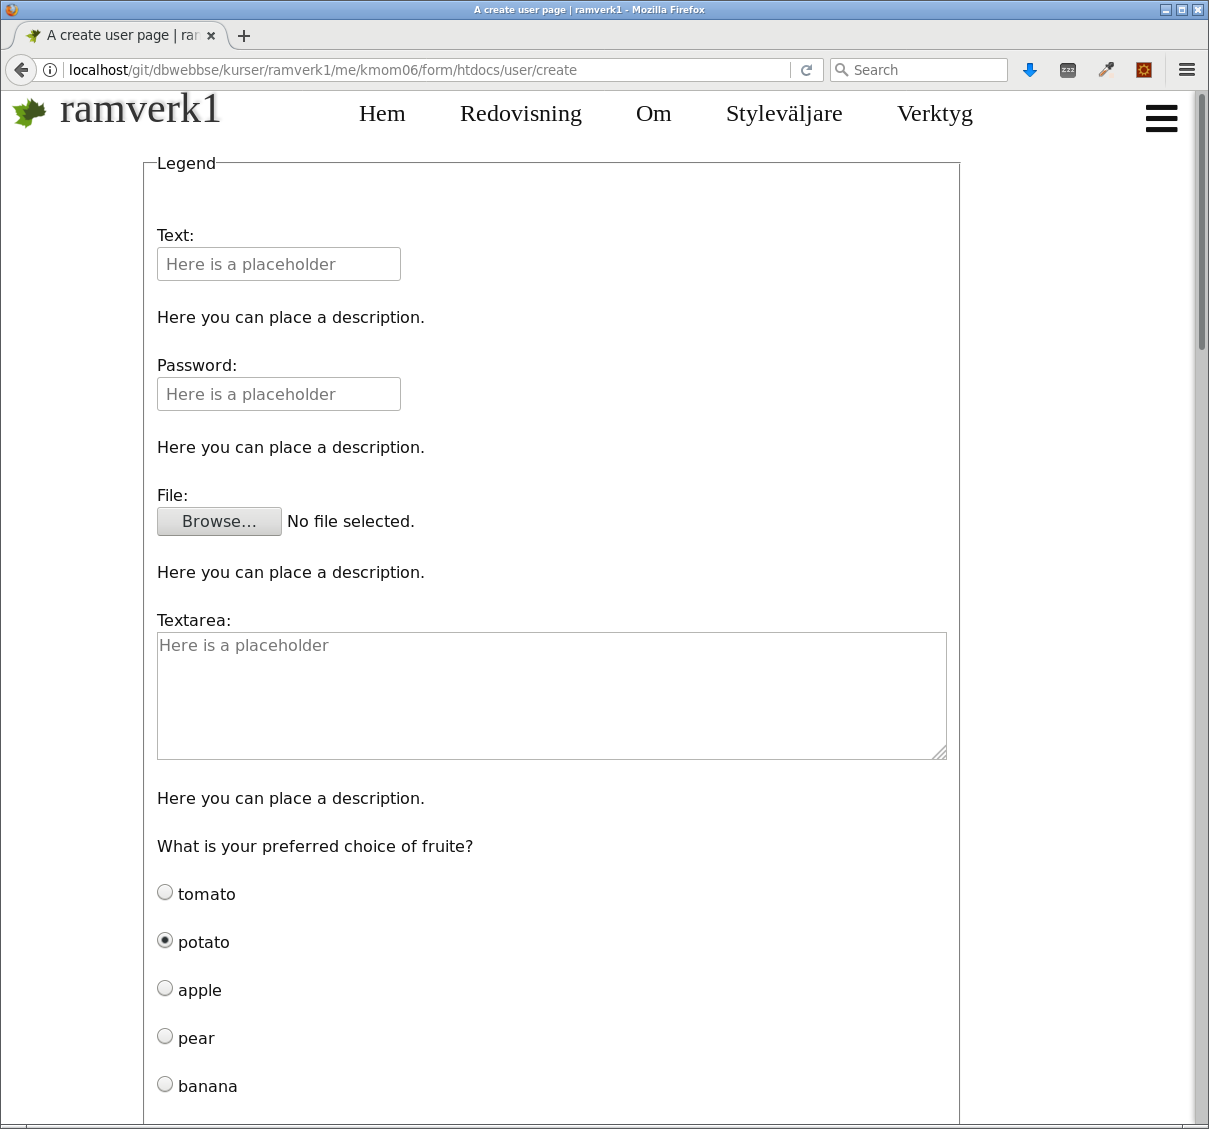 A create user page | ramverk1 - Mozilla Firefox
A create user page | ra
localhost/git/dbwebbse/kurser/ramverk1/me/kmom06/form/htdocs/user/create
Search
zzz
ramverk1
Hem Redovisning Om Styleväljare Verktyg
Legend
Text:
Here is a placeholder
Here you can place a description.
Password:
Here is a placeholder
Here you can place a description.
File:
Browse... No file selected.
Here you can place a description.
Textarea:
Here is a placeholder
Here you can place a description.
What is your preferred choice of fruite?
tomato
potato
apple
pear
banana